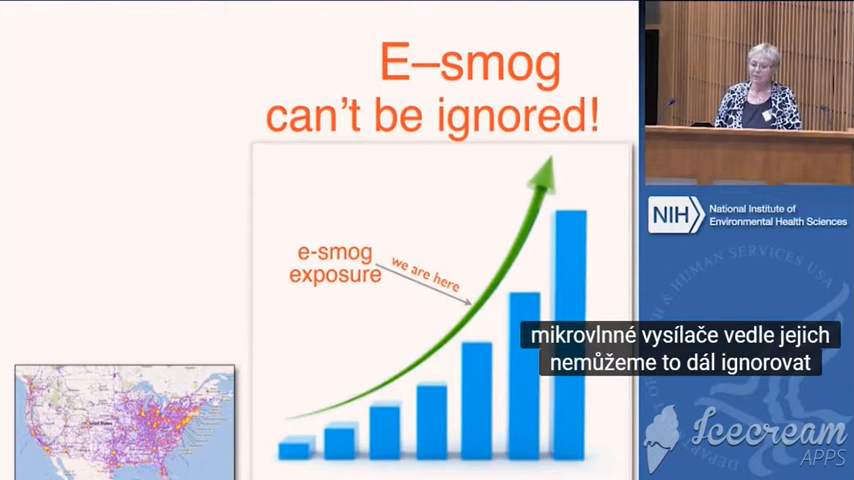 E–smog
can't be ignored!
e-smog
exposure
we are here
NIH
National Institute of
Environmental Health Sciences
mikrovlnné vysílače vedle jejich
nemůžeme to dál ignorovat
Icecream
APPS